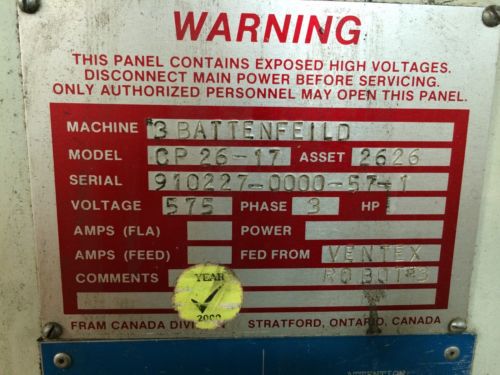 WARNING
THIS PANEL CONTAINS EXPOSED HIGH VOLTAGES.
DISCONNECT MAIN POWER BEFORE SERVICING.
ONLY AUTHORIZED PERSONNEL MAY OPEN THIS PANEL.
MACHINE #3 BATTENFEILD
MODEL CP 26-17 ASSET 2626
SERIAL 910227-0000-57-1
VOLTAGE 575 PHASE 3 HP
AMPS (FLA) POWER
AMPS (FEED) FED FROM VENTEX
COMMENTS ROBOT#3
YEAR
2000
FRAM CANADA STRATFORD, ONTARIO, CANADA